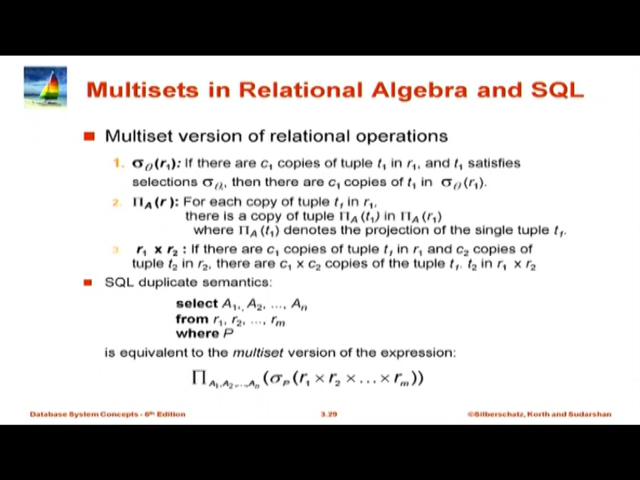 Multisets in Relational Algebra and SQL
■ Multiset version of relational operations
1. σθ(r₁): If there are c₁ copies of tuple t₁ in r₁, and t₁ satisfies
selections σθ, then there are c₁ copies of t₁ in σθ(r₁).
2. ΠA(r): For each copy of tuple t₁ in r₁,
there is a copy of tuple ΠA(t₁) in ΠA(r₁)
where ΠA(t₁) denotes the projection of the single tuple t₁.
3. r₁ x r₂ : If there are c₁ copies of tuple t₁ in r₁ and c₂ copies of
tuple t₂ in r₂, there are c₁ x c₂ copies of the tuple t₁. t₂ in r₁ x r₂
■ SQL duplicate semantics:
select A₁,, A₂, ..., Aₙ
from r₁, r₂, ..., rₘ
where P
is equivalent to the multiset version of the expression:
∏A₁,A₂,...,Aₙ(σP(r₁ × r₂ × ... × rₘ))
Database System Concepts - 6th Edition
3.29
©Silberschatz, Korth and Sudarshan